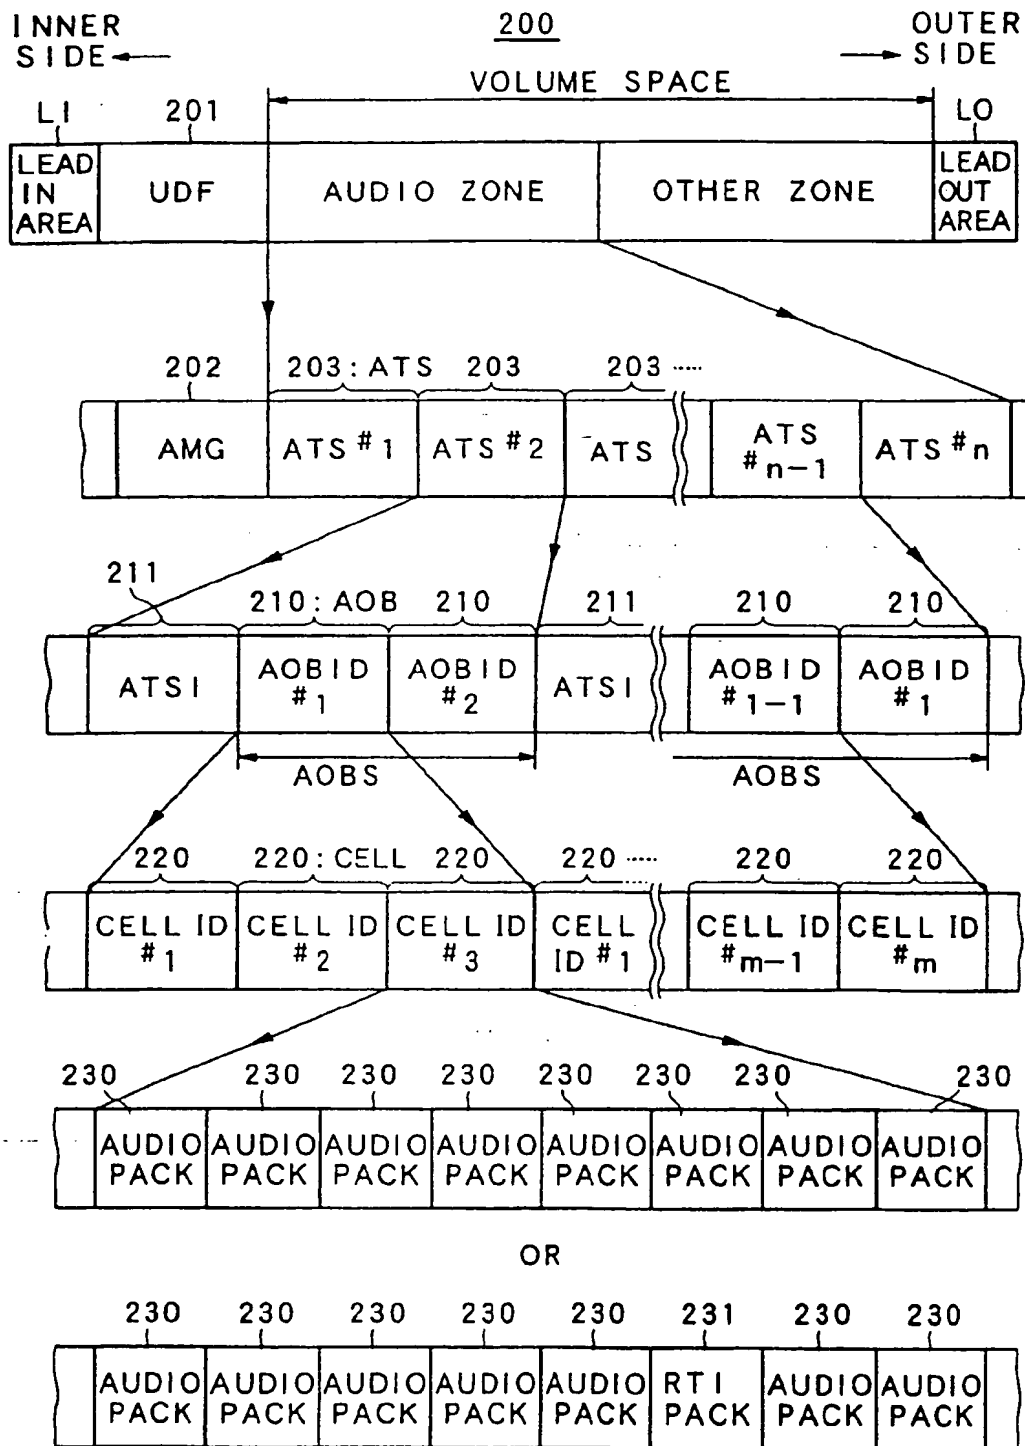 INNER SIDE
200
OUTER SIDE
VOLUME SPACE
LI
201
LO
LEAD IN AREA
UDF
AUDIO ZONE
OTHER ZONE
LEAD OUT AREA
202
203:ATS
203
203 ·····
AMG
ATS #1
ATS #2
ATS
ATS #n-1
ATS #n
211
210:AOB
210
211
210
210
ATSI
AOBID #1
AOBID #2
ATSI
AOBID #1-1
AOBID #1
AOBS
AOBS
220
220:CELL
220
220 ·····
220
220
CELL ID #1
CELL ID #2
CELL ID #3
CELL ID #1
CELL ID #m-1
CELL ID #m
230
230
230
230
230
230
230
230
AUDIO PACK
AUDIO PACK
AUDIO PACK
AUDIO PACK
AUDIO PACK
AUDIO PACK
AUDIO PACK
AUDIO PACK
OR
230
230
230
230
230
231
230
230
AUDIO PACK
AUDIO PACK
AUDIO PACK
AUDIO PACK
AUDIO PACK
RTI PACK
AUDIO PACK
AUDIO PACK